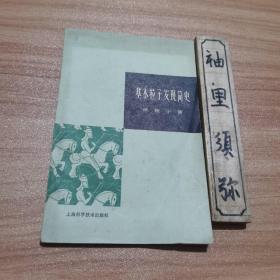 基本粒子发现简史
上海科学技术出版社
袖里须弥